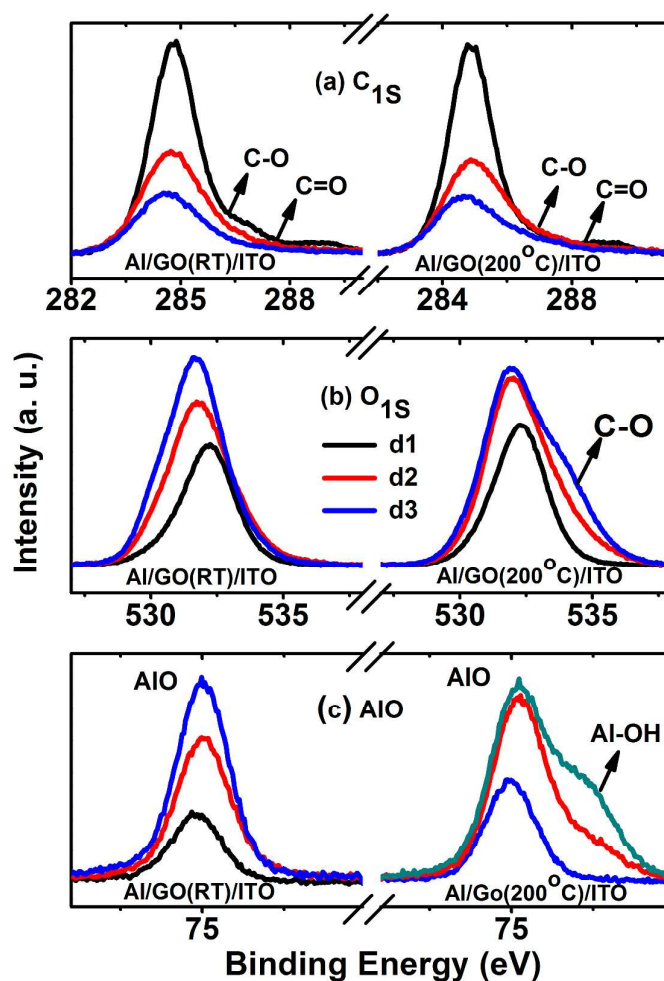 (a) C1S
C-O
C=O
C-O
C=O
Al/GO(RT)/ITO
Al/GO(200°C)/ITO
282 285 288
284 288
(b) O1S
d1
d2
d3
C-O
Al/GO(RT)/ITO
Al/GO(200°C)/ITO
530 535
530 535
Intensity (a. u.)
AlO
(c) AlO
AlO
Al-OH
Al/GO(RT)/ITO
Al/Go(200°C)/ITO
75
75
Binding Energy (eV)